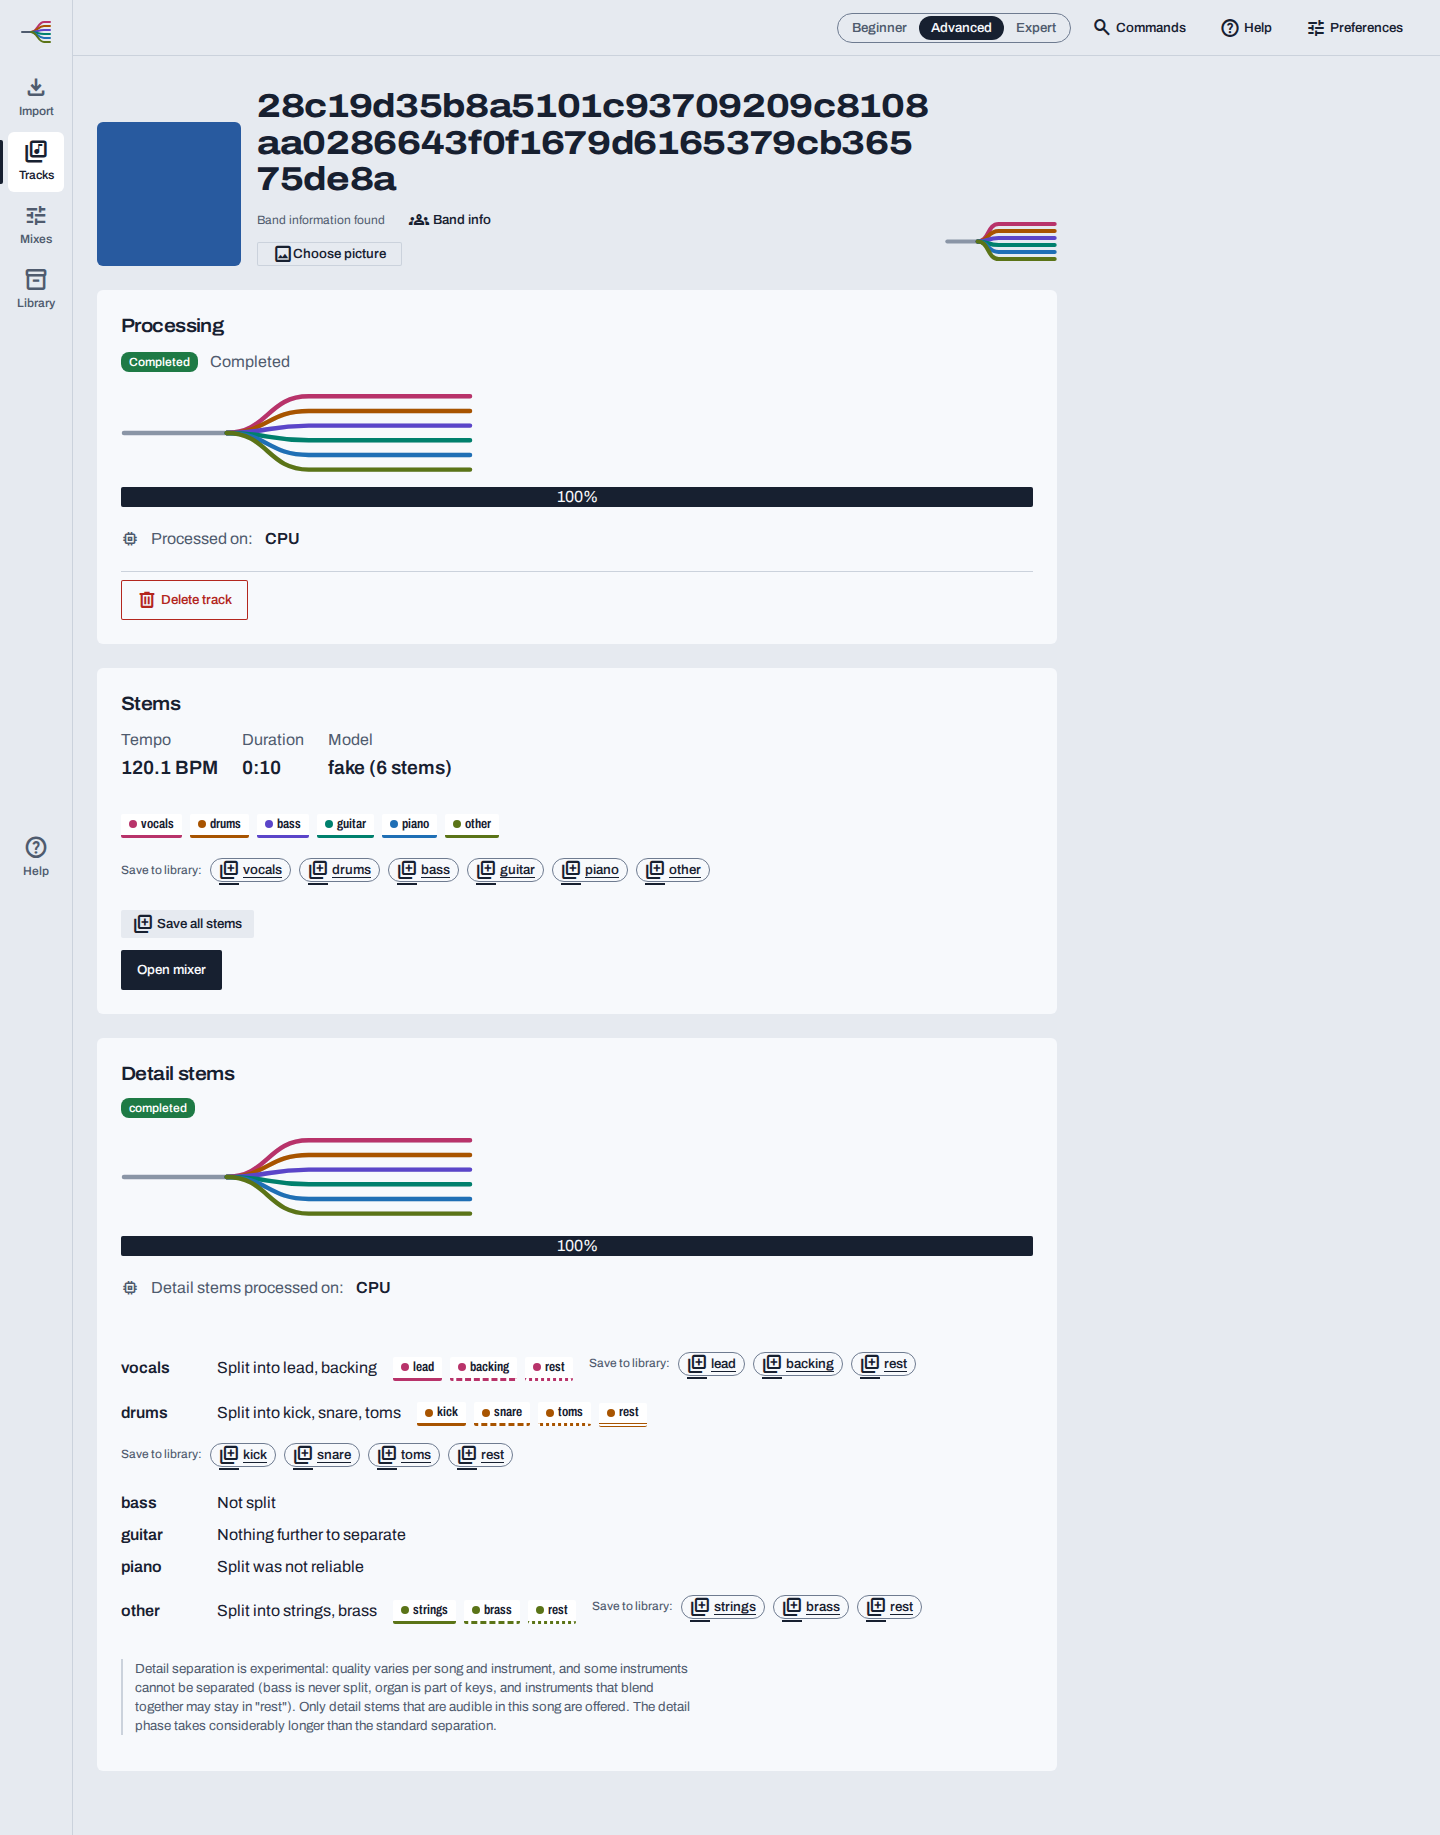 Beginner
Advanced
Expert
Commands
Help
Preferences
Import
Tracks
Mixes
Library
Help
28c19d35b8a5101c93709209c8108
aa0286643f0f1679d6165379cb365
75de8a
Band information found
Band info
Choose picture
Processing
Completed Completed
100%
Processed on: CPU
Delete track
Stems
Tempo Duration Model
120.1 BPM 0:10 fake (6 stems)
vocals drums bass guitar piano other
Save to library: vocals drums bass guitar piano other
Save all stems
Open mixer
Detail stems
completed
100%
Detail stems processed on: CPU
vocals Split into lead, backing lead backing rest Save to library: lead backing rest
drums Split into kick, snare, toms kick snare toms rest
Save to library: kick snare toms rest
bass Not split
guitar Nothing further to separate
piano Split was not reliable
other Split into strings, brass strings brass rest Save to library: strings brass rest
Detail separation is experimental: quality varies per song and instrument, and some instruments
cannot be separated (bass is never split, organ is part of keys, and instruments that blend
together may stay in "rest"). Only detail stems that are audible in this song are offered. The detail
phase takes considerably longer than the standard separation.